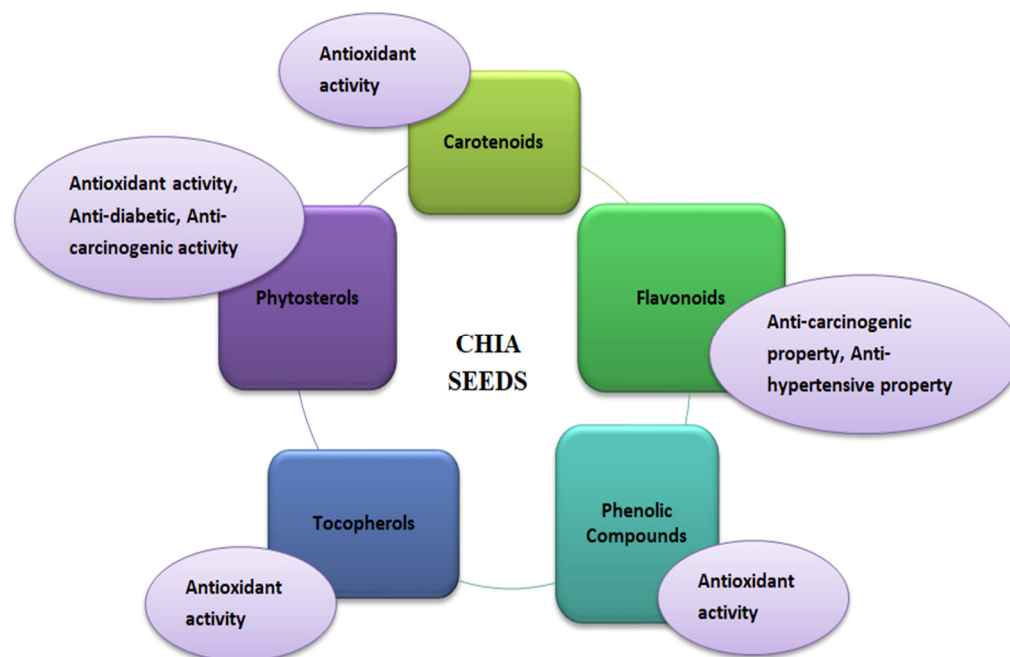 Antioxidant
activity
Carotenoids
Antioxidant activity,
Anti-diabetic, Anti-
carcinogenic activity
Phytosterols
Flavonoids
Anti-carcinogenic
property, Anti-
hypertensive property
CHIA
SEEDS
Tocopherols
Antioxidant
activity
Phenolic
Compounds
Antioxidant
activity